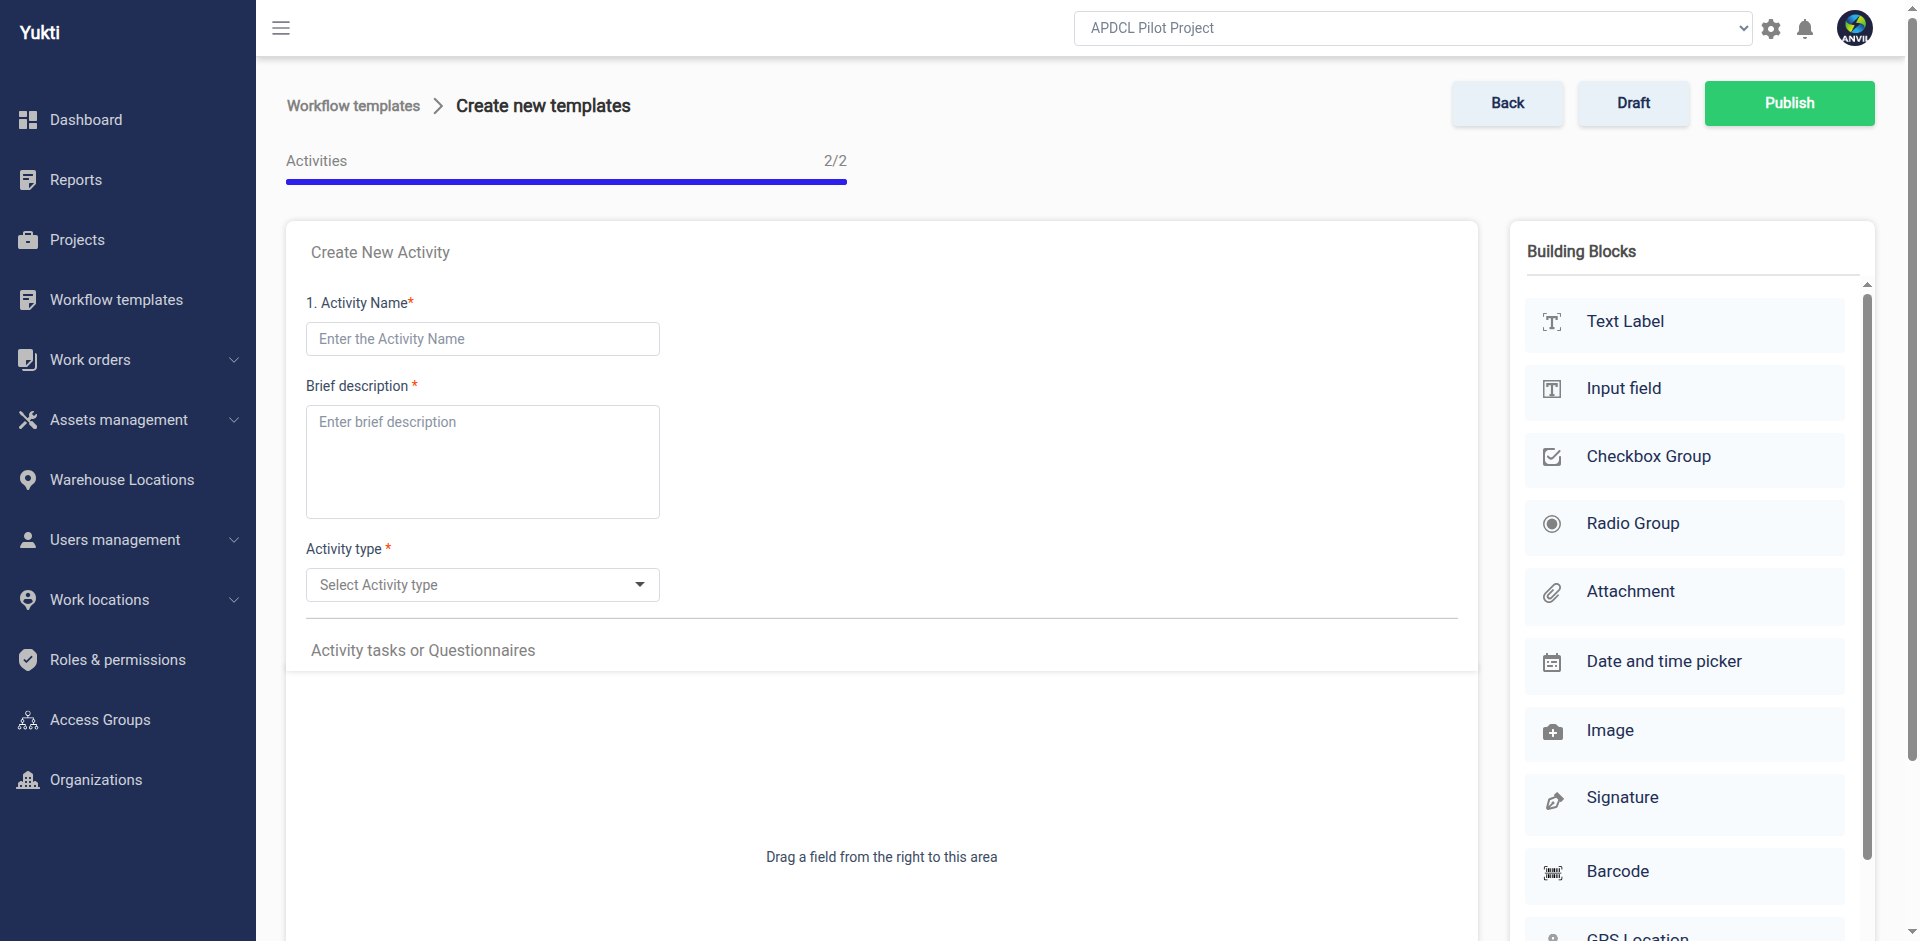 Yukti
Dashboard
Reports
Projects
Workflow templates
Work orders
Assets management
Warehouse Locations
Users management
Work locations
Roles & permissions
Access Groups
Organizations
APDCL Pilot Project
ANVIL
Workflow templates
Create new templates
Back
Draft
Publish
Activities
2/2
Create New Activity
1. Activity Name*
Enter the Activity Name
Brief description *
Enter brief description
Activity type *
Select Activity type
Activity tasks or Questionnaires
Drag a field from the right to this area
Building Blocks
Text Label
Input field
Checkbox Group
Radio Group
Attachment
Date and time picker
Image
Signature
Barcode
GPS Location